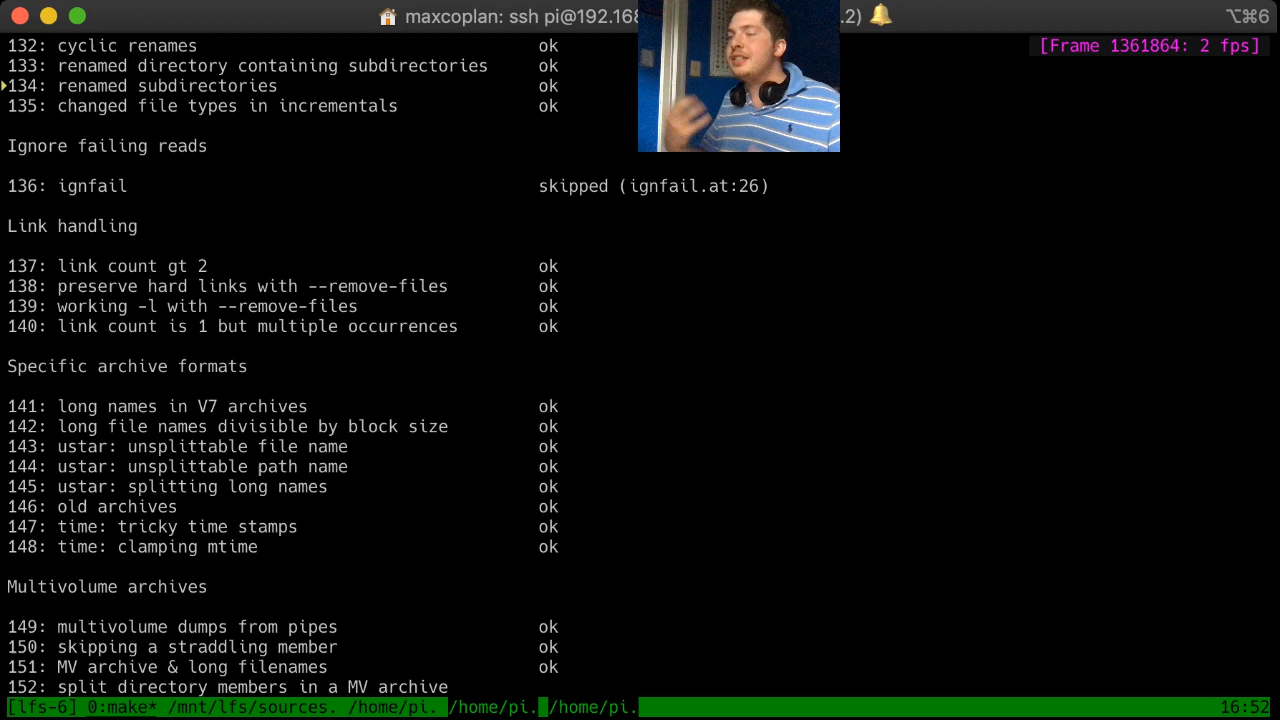 maxcoplan: ssh pi@192.168 .2) ⌥⌘6
132: cyclic renames ok [Frame 1361864: 2 fps]
133: renamed directory containing subdirectories ok
134: renamed subdirectories ok
135: changed file types in incrementals ok
Ignore failing reads
136: ignfail skipped (ignfail.at:26)
Link handling
137: link count gt 2 ok
138: preserve hard links with --remove-files ok
139: working -l with --remove-files ok
140: link count is 1 but multiple occurrences ok
Specific archive formats
141: long names in V7 archives ok
142: long file names divisible by block size ok
143: ustar: unsplittable file name ok
144: ustar: unsplittable path name ok
145: ustar: splitting long names ok
146: old archives ok
147: time: tricky time stamps ok
148: time: clamping mtime ok
Multivolume archives
149: multivolume dumps from pipes ok
150: skipping a straddling member ok
151: MV archive & long filenames ok
152: split directory members in a MV archive
[lfs-6] 0:make* /mnt/lfs/sources. /home/pi. /home/pi. /home/pi. 16:52